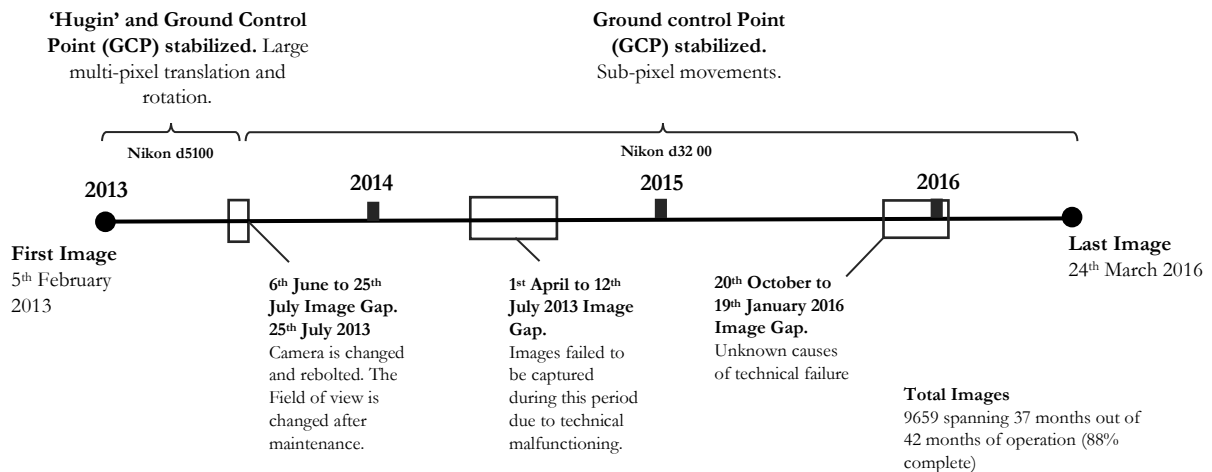 ‘Hugin’ and Ground Control
Point (GCP) stabilized. Large
multi-pixel translation and
rotation.
Ground control Point
(GCP) stabilized.
Sub-pixel movements.
Nikon d5100
Nikon d32 00
2013
2014
2015
2016
First Image
5th February
2013
Last Image
24th March 2016
6th June to 25th
July Image Gap.
25th July 2013
Camera is changed
and rebolted. The
Field of view is
changed after
maintenance.
1st April to 12th
July 2013 Image
Gap.
Images failed to
be captured
during this period
due to technical
malfunctioning.
20th October to
19th January 2016
Image Gap.
Unknown causes
of technical failure
Total Images
9659 spanning 37 months out of
42 months of operation (88%
complete)